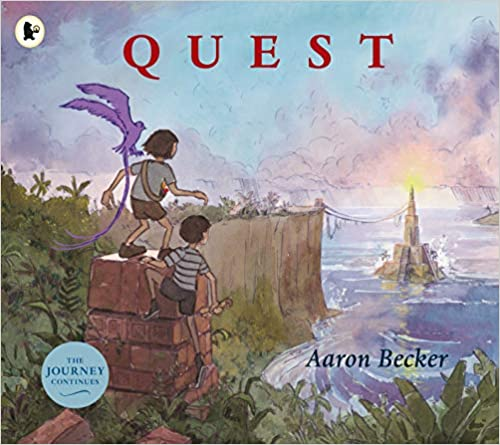 QUEST
Aaron Becker
THE
JOURNEY
CONTINUES